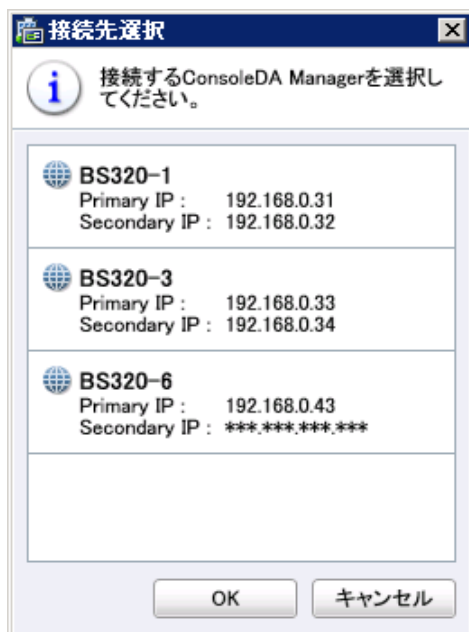 接続先選択
接続するConsoleDA Managerを選択し
てください。
BS320-1
Primary IP : 192.168.0.31
Secondary IP : 192.168.0.32
BS320-3
Primary IP : 192.168.0.33
Secondary IP : 192.168.0.34
BS320-6
Primary IP : 192.168.0.43
Secondary IP : ***.***.***.***
OK キャンセル